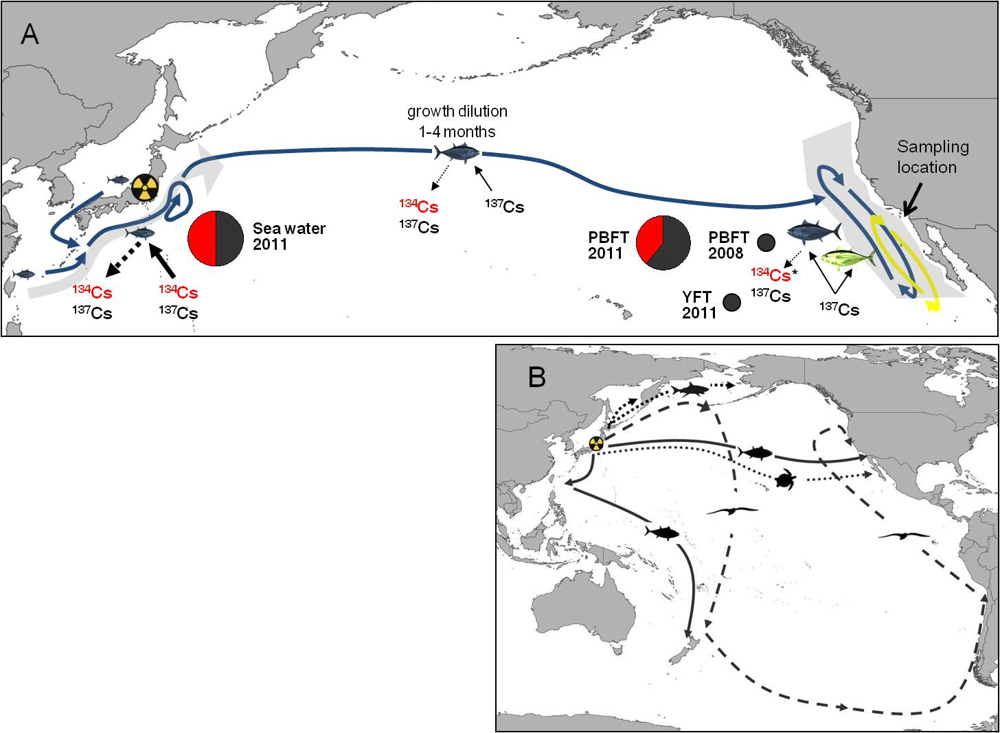 A
growth dilution
1-4 months
Sampling
location
¹³⁴Cs
¹³⁷Cs
¹³⁷Cs
Sea water
2011
PBFT
2011
PBFT
2008
¹³⁴Cs*
¹³⁷Cs
YFT
2011
¹³⁷Cs
¹³⁴Cs
¹³⁷Cs
¹³⁴Cs
¹³⁷Cs
B